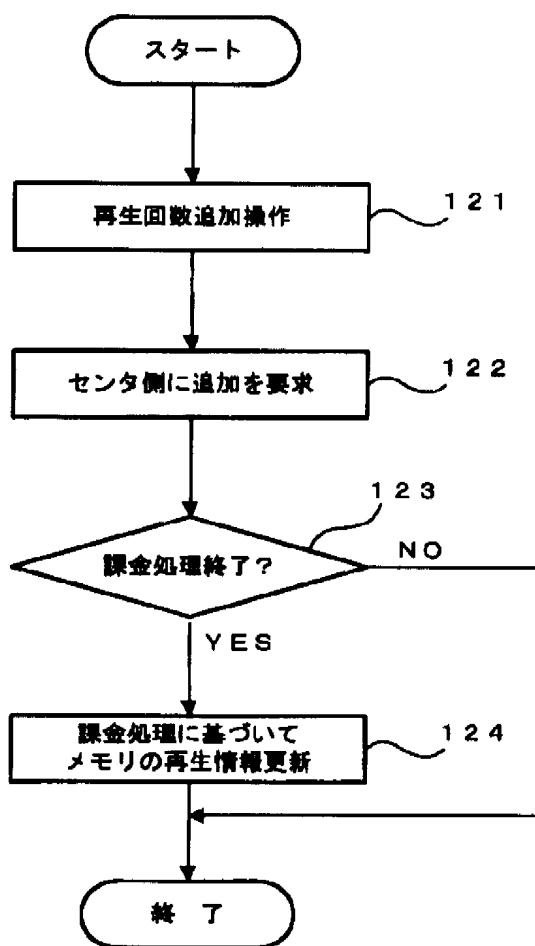 スタート
再生回数追加操作
121
センタ側に追加を要求
122
123
課金処理終了?
NO
YES
課金処理に基づいて
メモリの再生情報更新
124
終 了